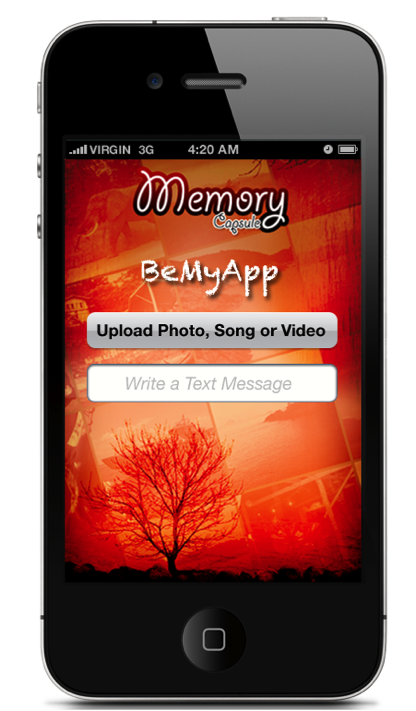 VIRGIN 3G 4:20 AM
Memory
Capsule
BeMyApp
Upload Photo, Song or Video
Write a Text Message